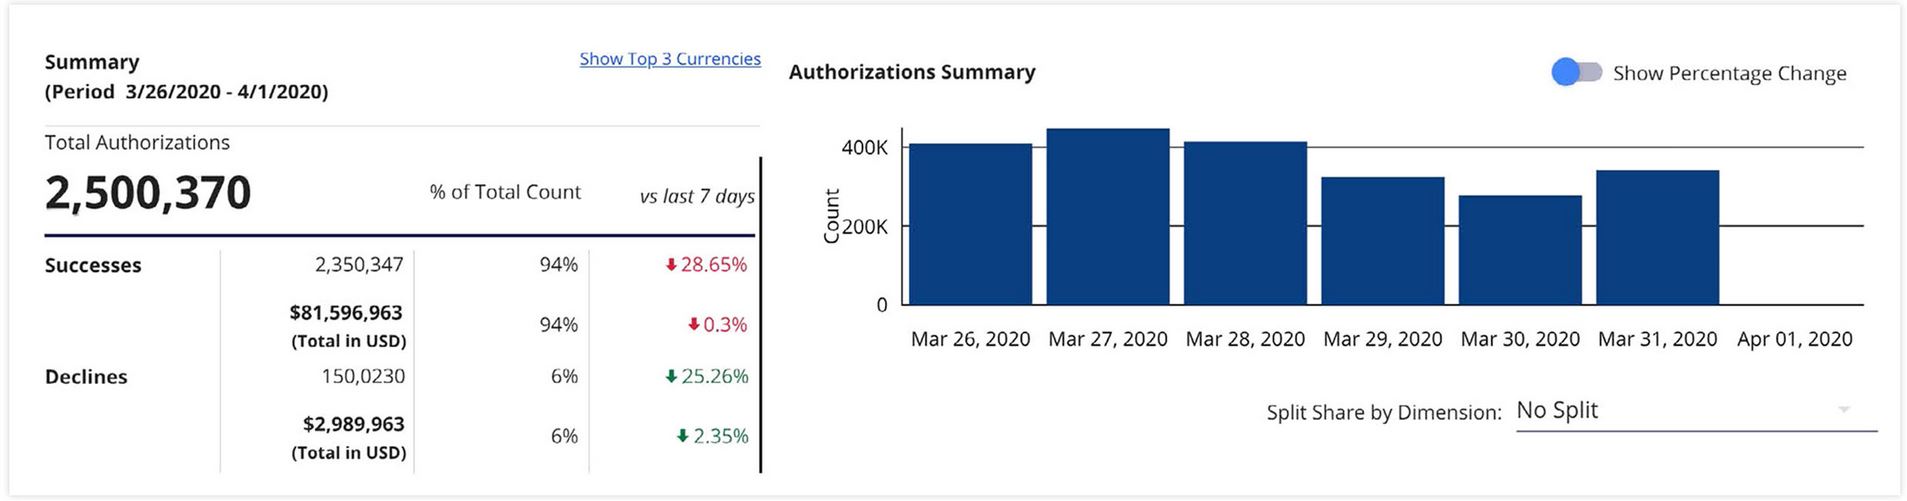 Summary
(Period 3/26/2020 - 4/1/2020)
Show Top 3 Currencies
Total Authorizations
2,500,370
% of Total Count
vs last 7 days
Successes
2,350,347
94%
28.65%
$81,596,963
(Total in USD)
94%
0.3%
Declines
150,0230
6%
25.26%
$2,989,963
(Total in USD)
6%
2.35%
Authorizations Summary
Show Percentage Change
Count
400K
200K
0
Mar 26, 2020
Mar 27, 2020
Mar 28, 2020
Mar 29, 2020
Mar 30, 2020
Mar 31, 2020
Apr 01, 2020
Split Share by Dimension: No Split